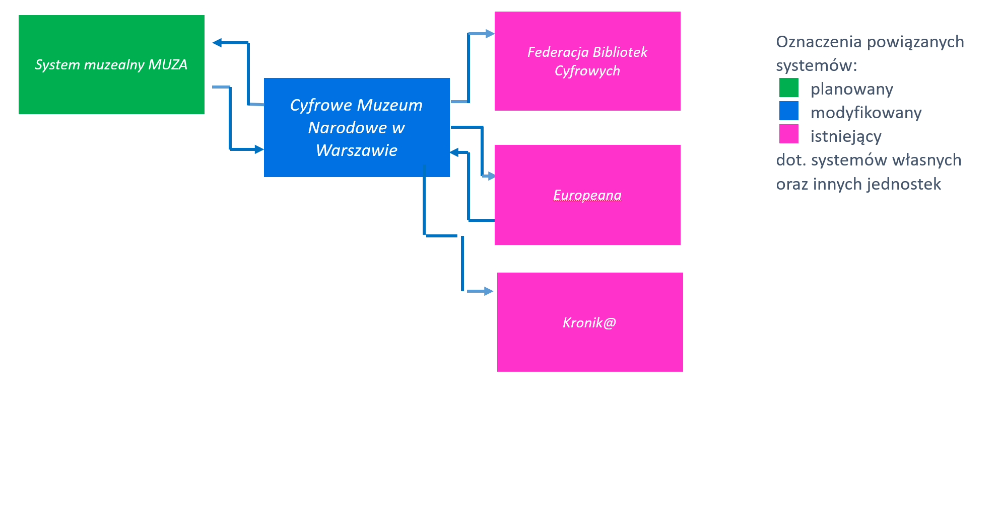 System muzealny MUZA
Cyfrowe Muzeum
Narodowe w
Warszawie
Federacja Bibliotek
Cyfrowych
Europeana
Kronik@
Oznaczenia powiązanych
systemów:
planowany
modyfikowany
istniejący
dot. systemów własnych
oraz innych jednostek